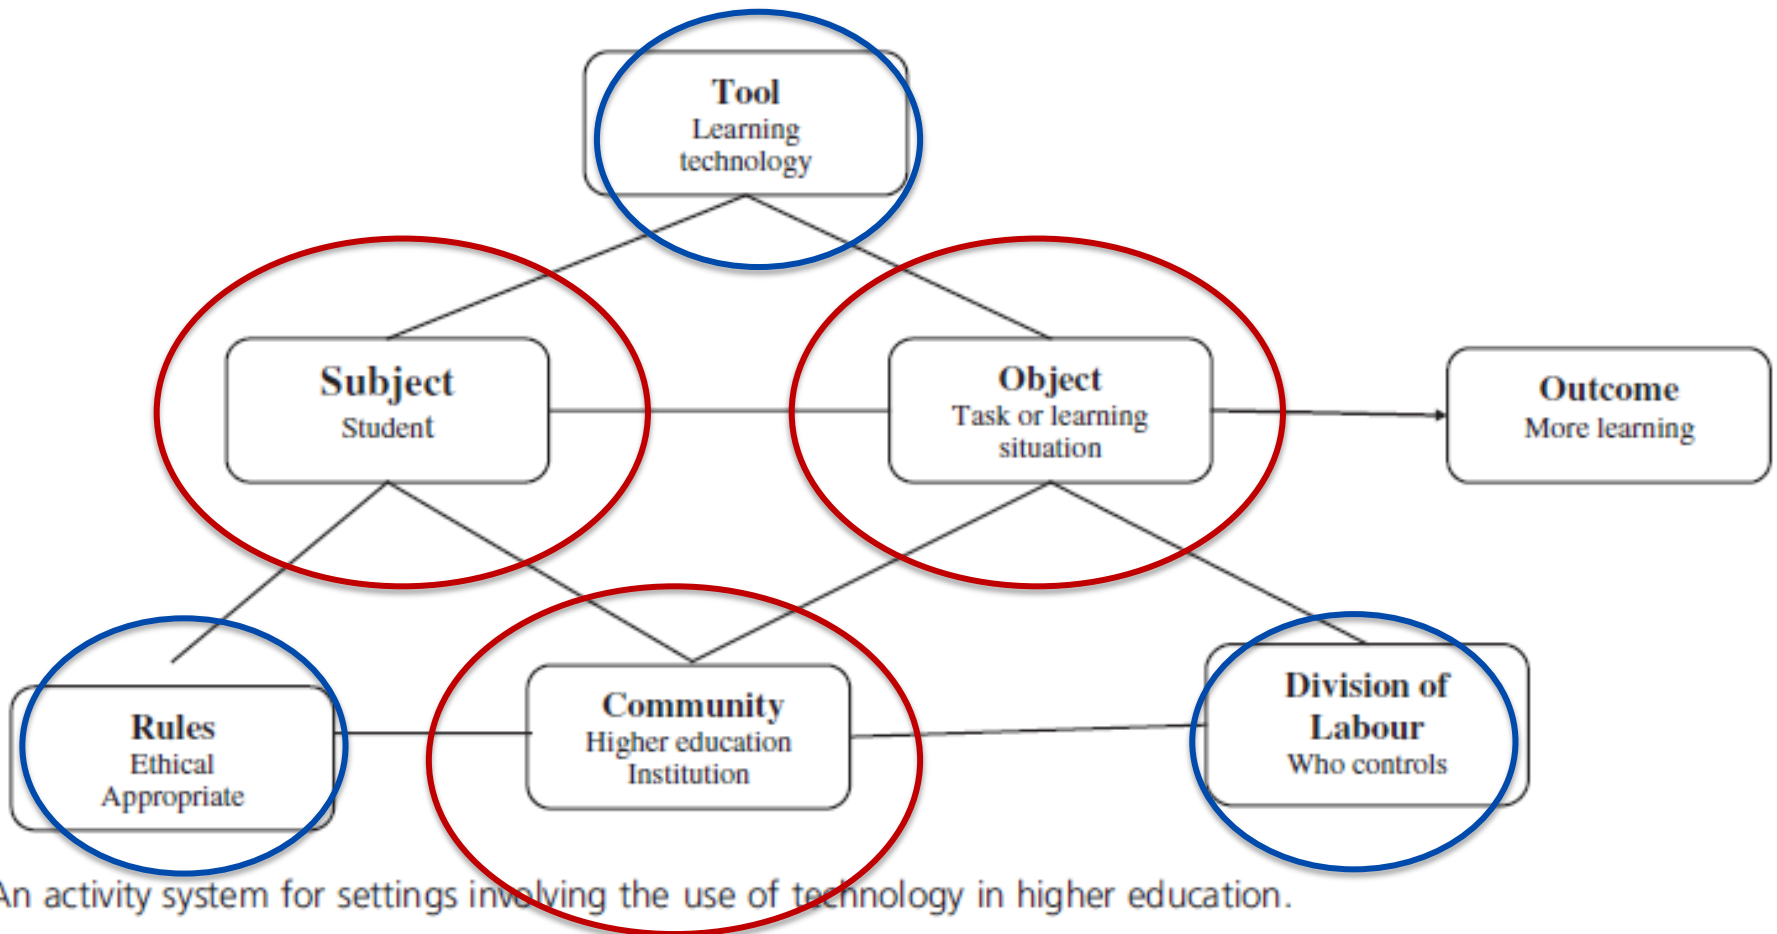 Tool
Learning
technology
Subject
Student
Object
Task or learning
situation
Outcome
More learning
Rules
Ethical
Appropriate
Community
Higher education
Institution
Division of
Labour
Who controls
An activity system for settings involving the use of technology in higher education.